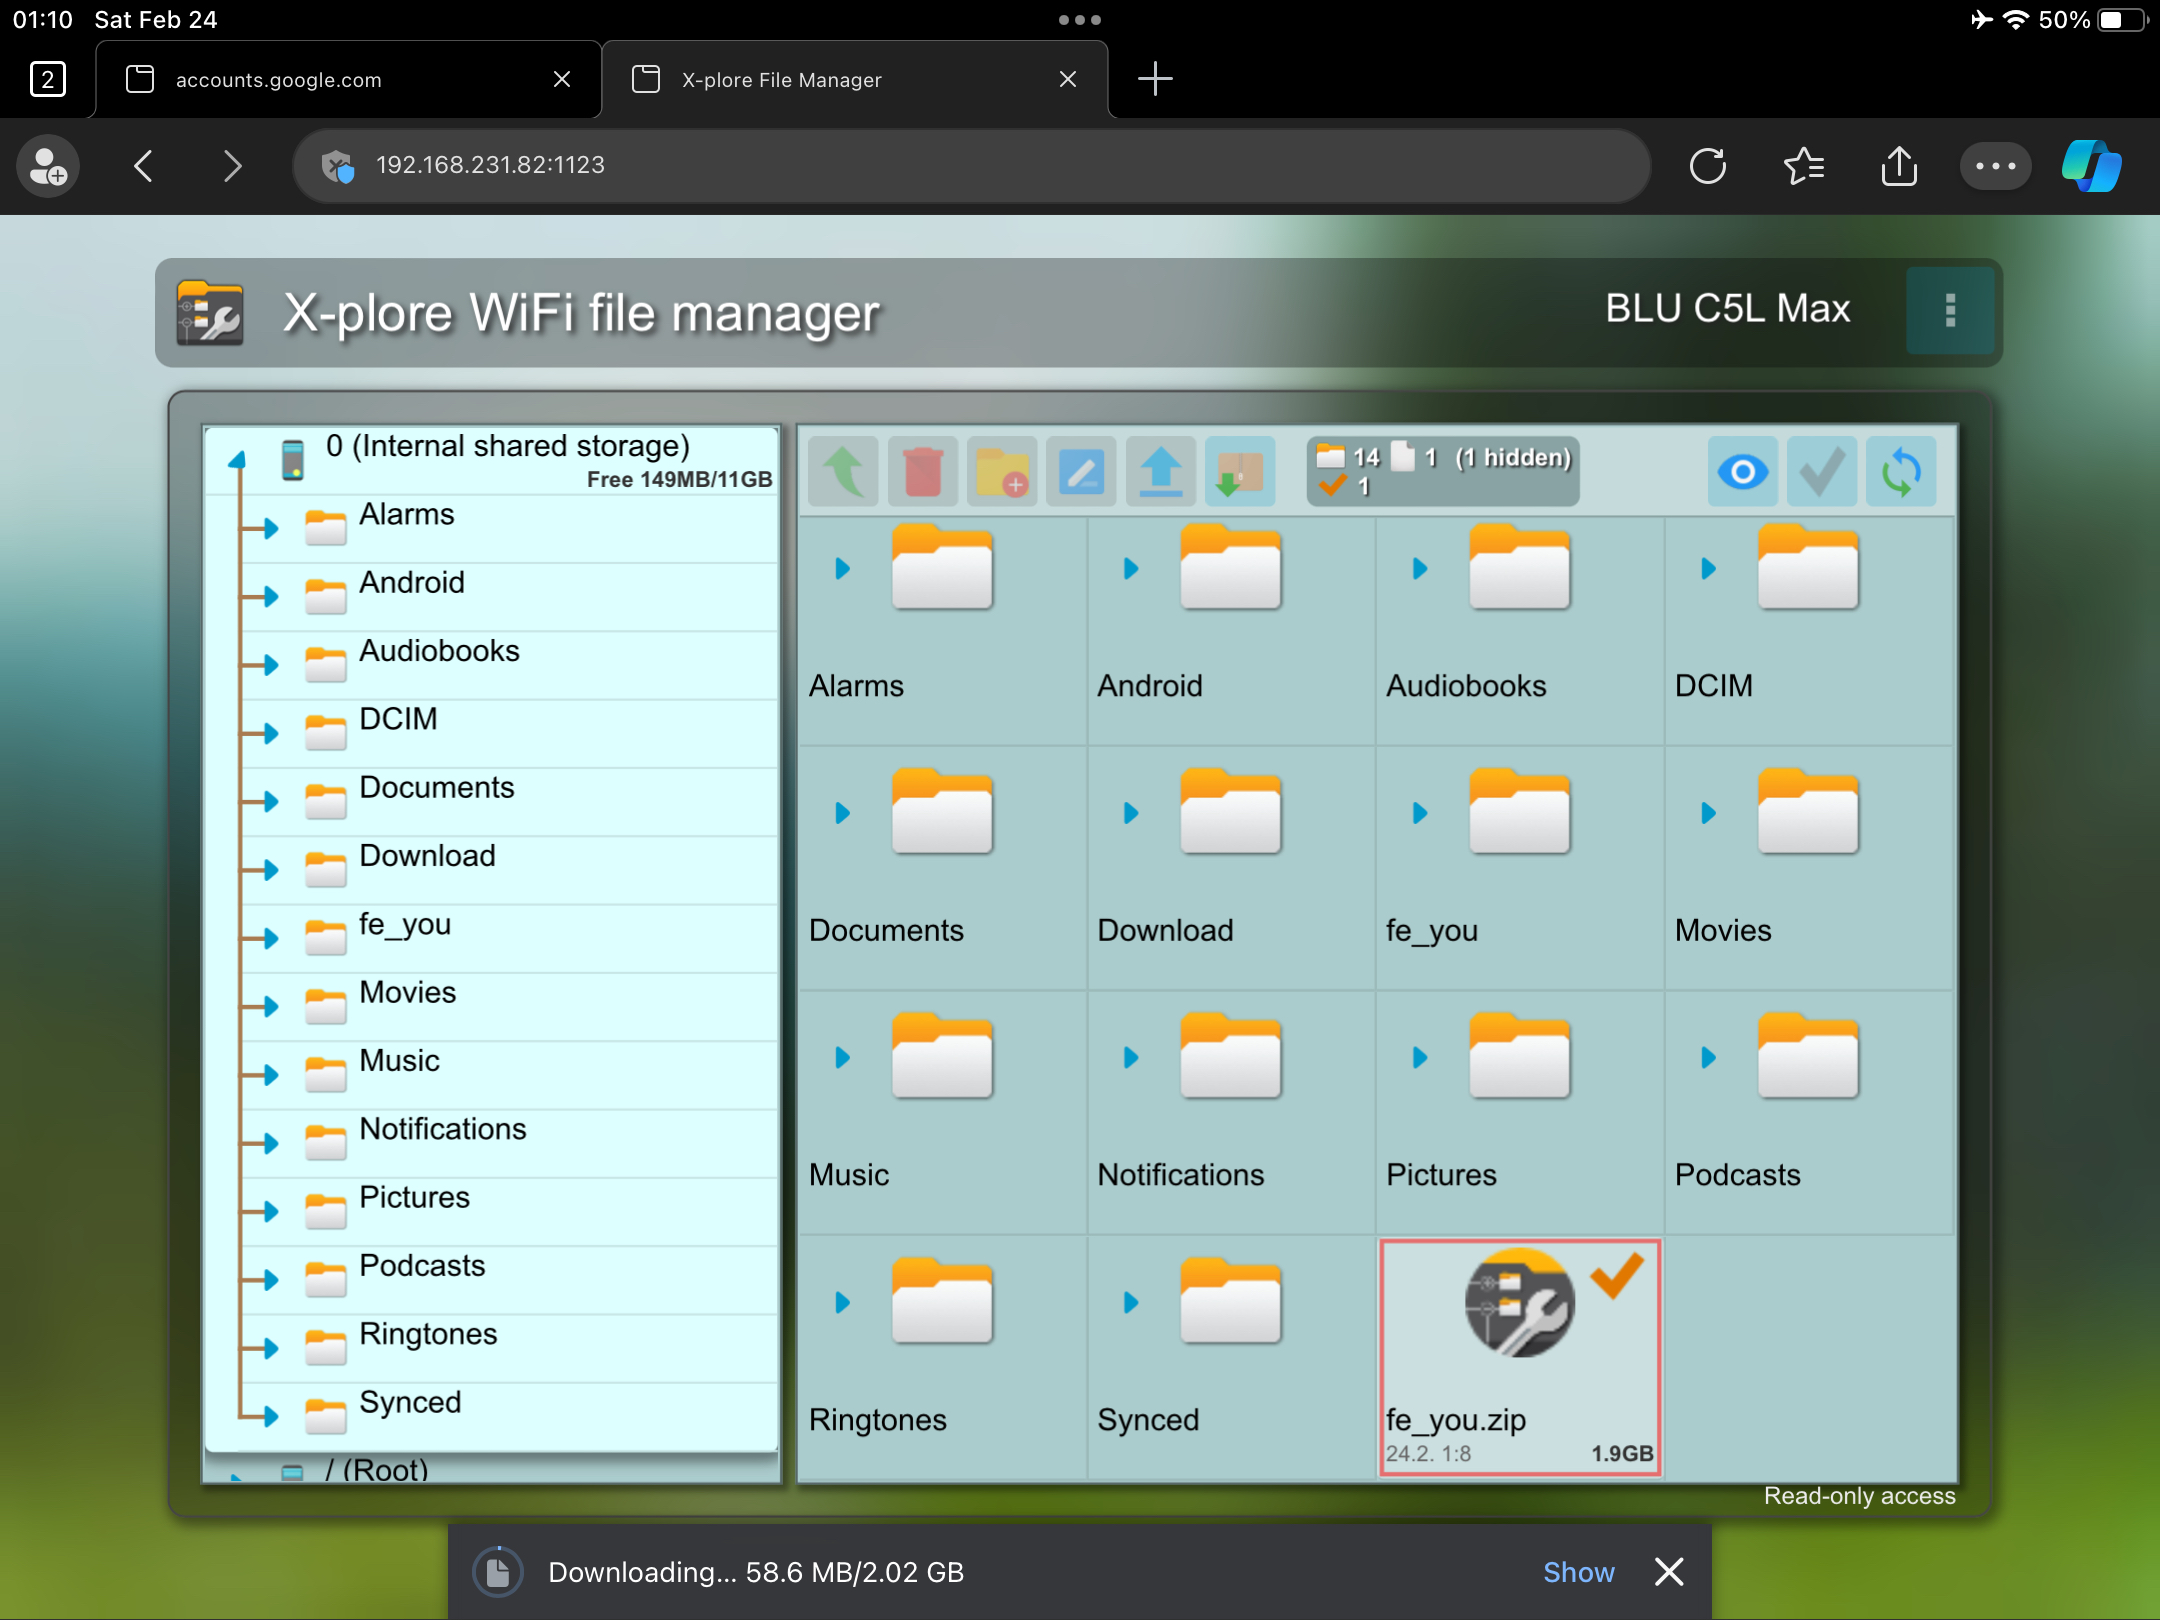 01:10 Sat Feb 24
50%
2
accounts.google.com
X-plore File Manager
192.168.231.82:1123
X-plore WiFi file manager
BLU C5L Max
0 (Internal shared storage)
Free 149MB/11GB
Alarms
Android
Audiobooks
DCIM
Documents
Download
fe_you
Movies
Music
Notifications
Pictures
Podcasts
Ringtones
Synced
/ (Root)
14 1 (1 hidden)
1
Alarms Android Audiobooks DCIM
Documents Download fe_you Movies
Music Notifications Pictures Podcasts
Ringtones Synced fe_you.zip
24.2. 1:8 1.9GB
Read-only access
Downloading... 58.6 MB/2.02 GB Show